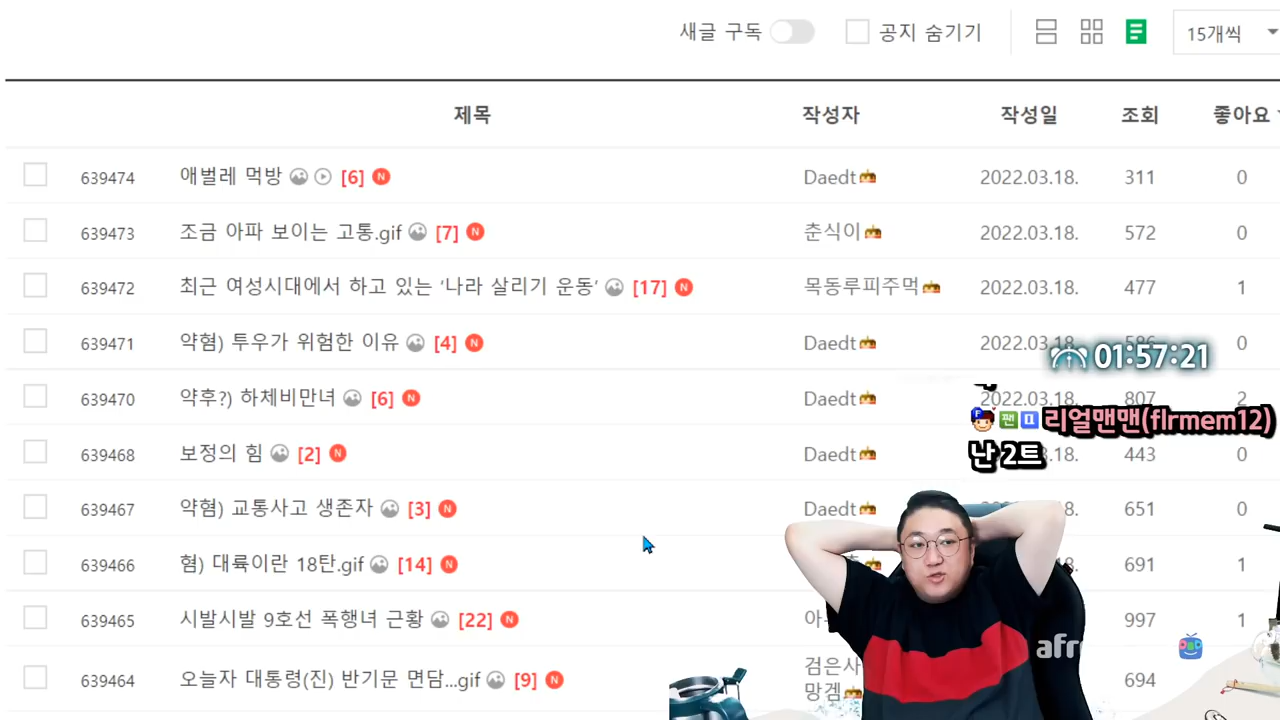 새글 구독 공지 숨기기 15개씩
제목 작성자 작성일 조회 좋아요
639474 애벌레 먹방 [6] N Daedt 2022.03.18. 311 0
639473 조금 아파 보이는 고통.gif [7] N 춘식이 2022.03.18. 572 0
639472 최근 여성시대에서 하고 있는 ‘나라 살리기 운동’ [17] N 목동루피주먹 2022.03.18. 477 1
639471 약혐) 투우가 위험한 이유 [4] N Daedt 2022.03.18. 586 0
01:57:21
639470 약후?) 하체비만녀 [6] N Daedt 2022.03.18. 807 2
F 팬 리얼맨맨(flrmem12)
639468 보정의 힘 [2] N Daedt 18. 443 0
난 2트
639467 약혐) 교통사고 생존자 [3] N Daedt 18. 651 0
639466 혐) 대륙이란 18탄.gif [14] N 18. 691 1
639465 시발시발 9호선 폭행녀 근황 [22] N 아 997 1
afr
639464 오늘자 대통령(진) 반기문 면담...gif [9] N 검은사 694
망겜